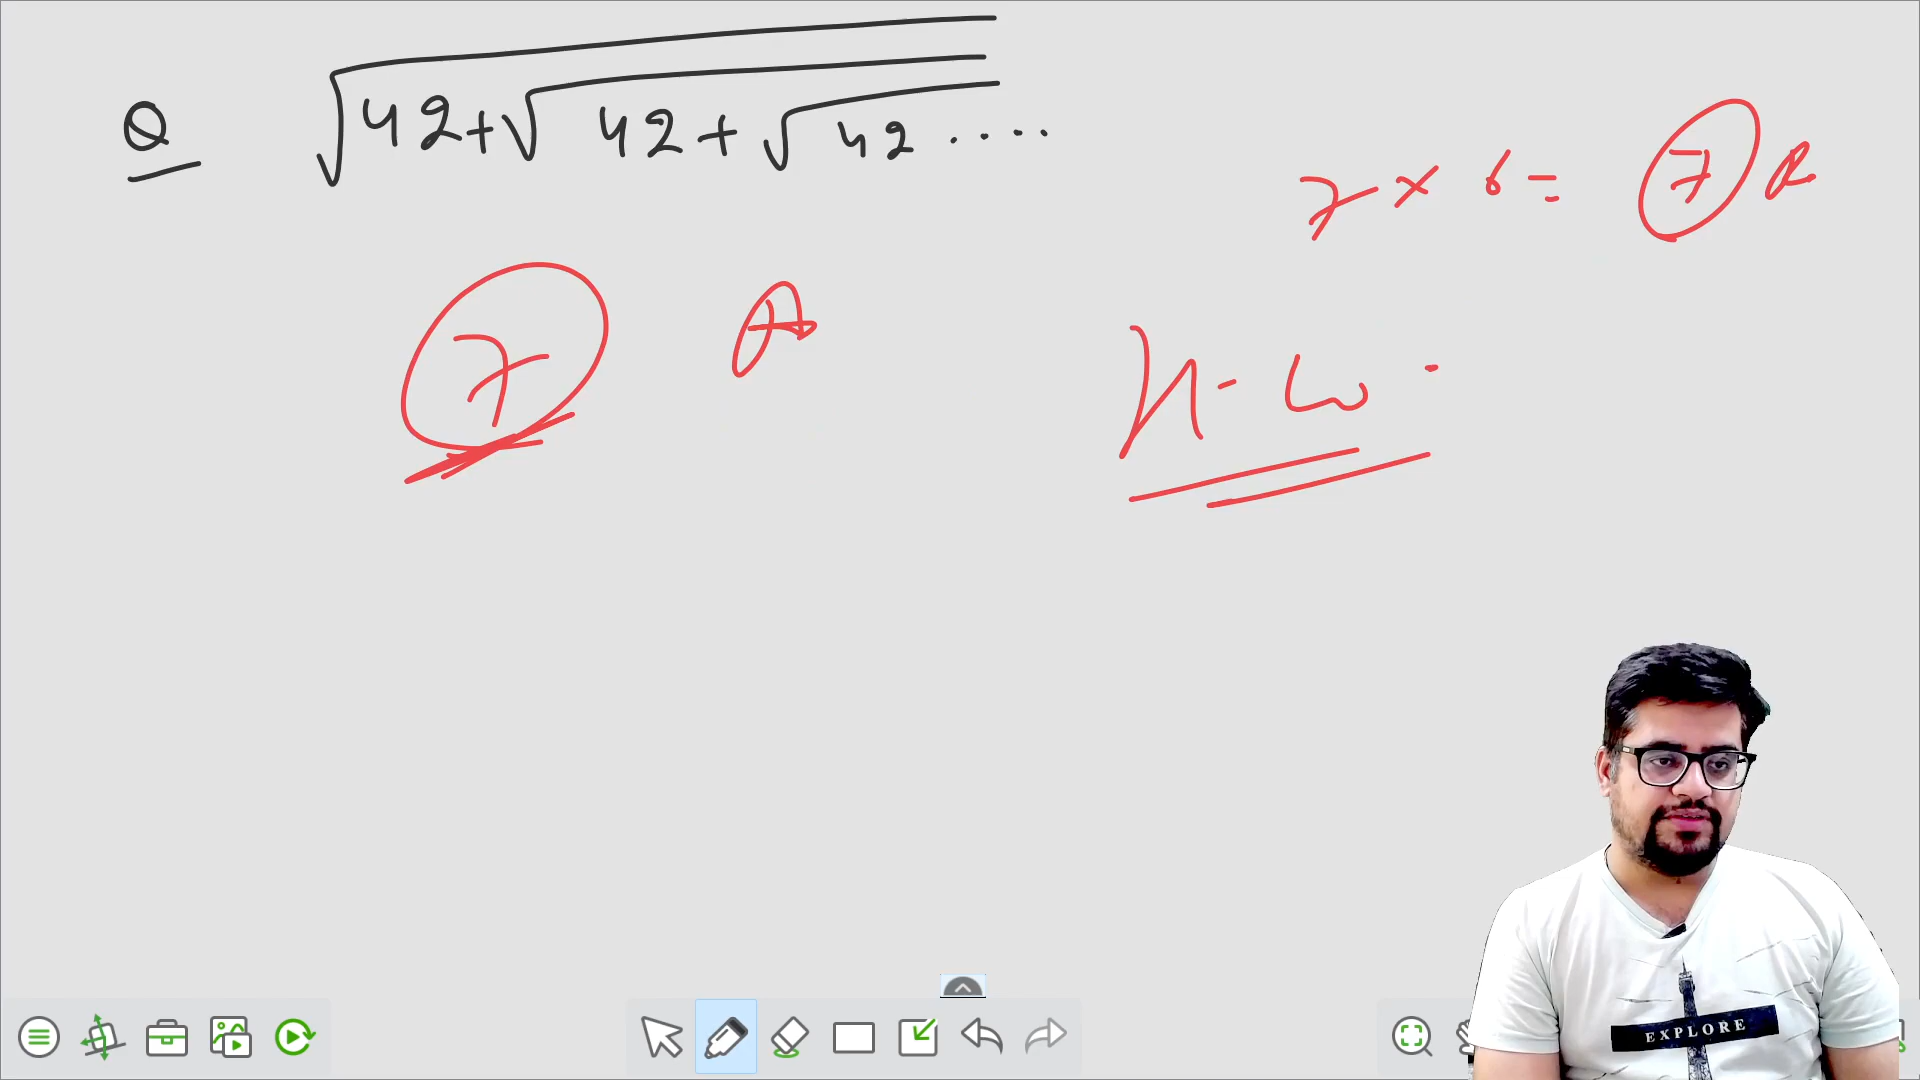 Q √42+√42+√42 ....
7 × 6 = 7
7 A
H-W.
EXPLORE